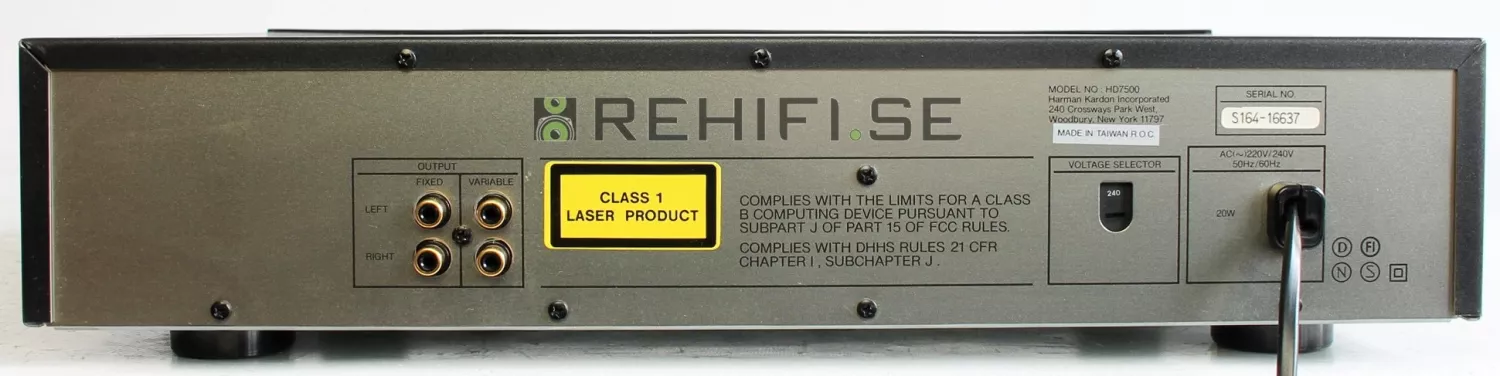 REHIFI.SE
MODEL NO : HD7500
Harman Kardon Incorporated
240 Crossways Park West,
Woodbury, New York 11797
MADE IN TAIWAN R.O.C
SERIAL NO
S164-16637
OUTPUT
FIXED
VARIABLE
LEFT
RIGHT
CLASS 1
LASER PRODUCT
COMPLIES WITH THE LIMITS FOR A CLASS
B COMPUTING DEVICE PURSUANT TO
SUBPART J OF PART 15 OF FCC RULES.
COMPLIES WITH DHHS RULES 21 CFR
CHAPTER I , SUBCHAPTER J .
VOLTAGE SELECTOR
240
AC(~)220V/240V
50Hz/60Hz
20W
D FI
N S